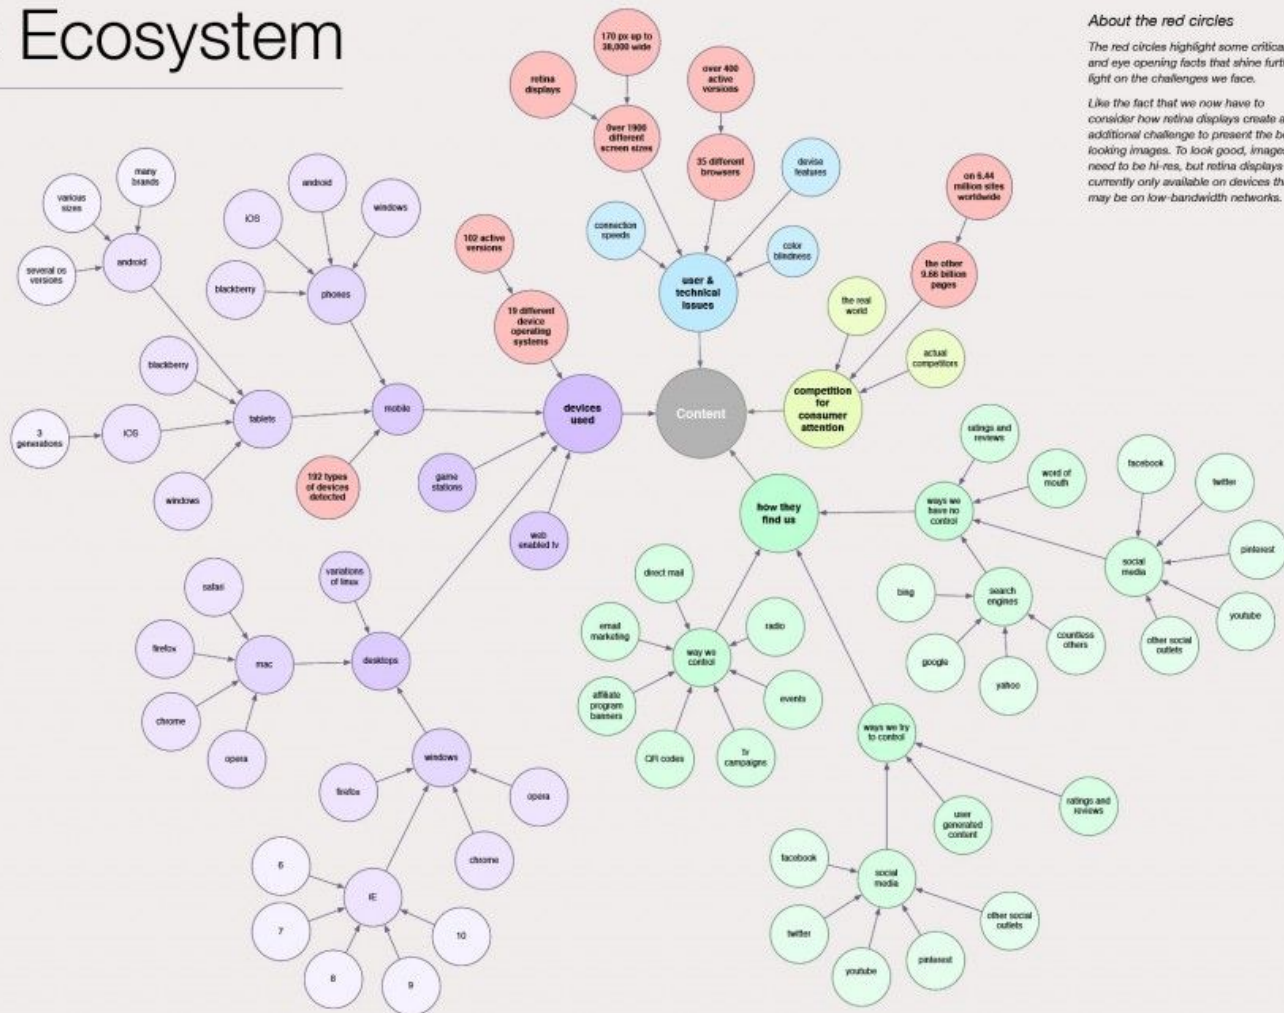 Ecosystem
About the red circles
The red circles highlight some critical
and eye opening facts that shine
light on the challenges we face.
Like the fact that we now have to
consider how retina displays create
additional challenge to present the
looking images. To look good, images
need to be hi-res, but retina displays
currently only available on devices
may be on low-bandwidth networks.
170 px up to
38,000 wide
retina
displays
over 400
active
versions
Over 1900
different
screen sizes
35 different
browsers
devise
features
connection
speeds
color
blindness
user &
technical
issues
on 6.44
million sites
worldwide
the other
9.66 billion
pages
the real
world
actual
competitors
competition
for
consumer
attention
Content
many
brands
various
sizes
several os
versions
android
android
iOS
windows
blackberry
phones
102 active
versions
19 different
device
operating
systems
blackberry
3
generations
iOS
tablets
windows
mobile
192 types
of devices
detected
devices
used
game
stations
web
enabled tv
variations
of linux
safari
firefox
mac
chrome
opera
desktops
windows
firefox
opera
chrome
IE
6
7
8
9
10
how they
find us
ratings and
reviews
word of
mouth
ways we
have no
control
facebook
twitter
pinterest
social
media
youtube
other social
outlets
bing
search
engines
google
yahoo
countless
others
direct mail
email
marketing
radio
way we
control
affiliate
program
banners
events
QR codes
tv
campaigns
ways we try
to control
user
generated
content
ratings and
reviews
facebook
social
media
twitter
youtube
pinterest
other social
outlets